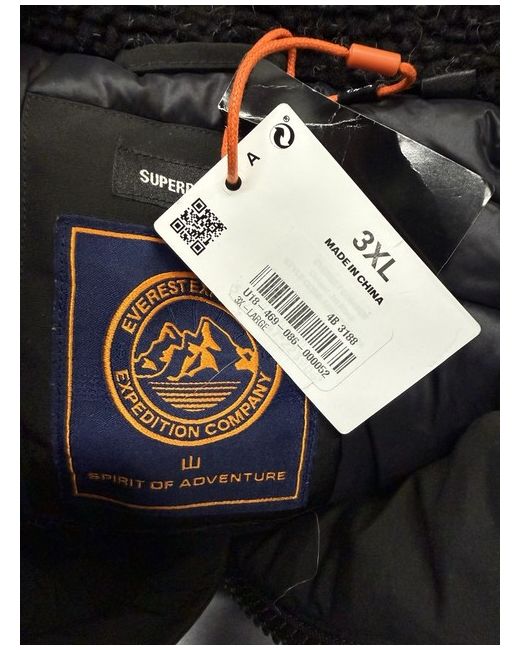 SUPERD
A
3XL
MADE IN CHINA
4B 3188
U18-469-086-000052
3X-LARGE
EVEREST EX
EXPEDITION COMPANY
SPIRIT OF ADVENTURE